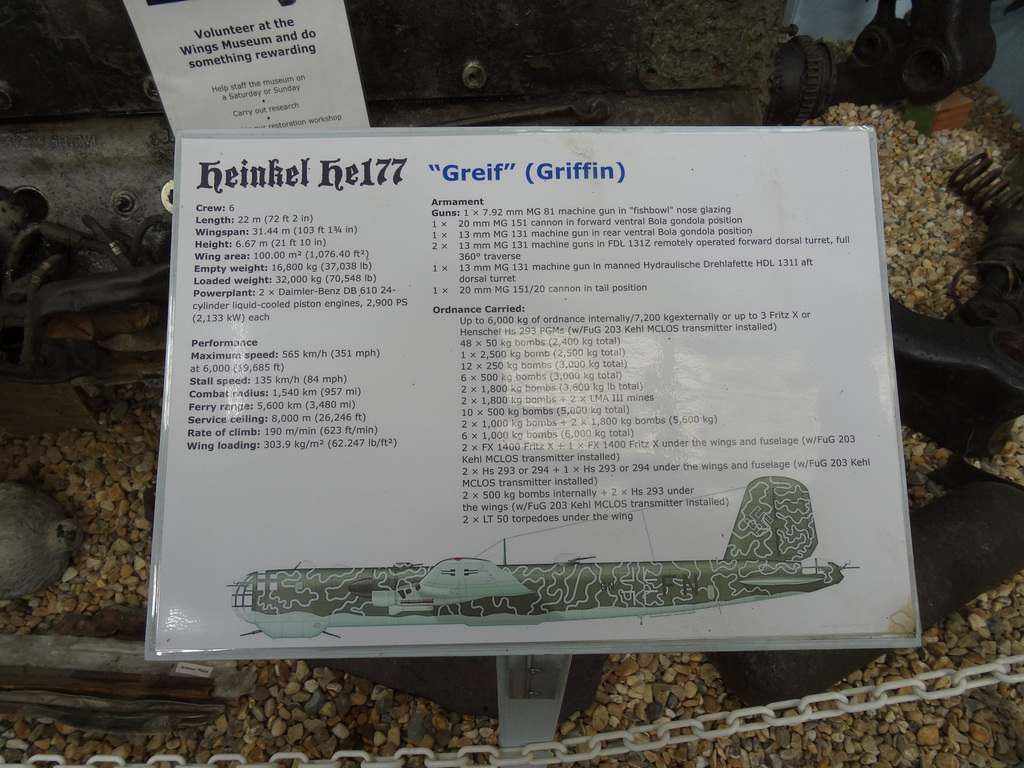 Volunteer at the
Wings Museum and do
something rewarding
Help staff the museum on
a Saturday or Sunday
•
Carry out research
•
our restoration workshop
Heinkel He177 "Greif" (Griffin)
Crew: 6
Length: 22 m (72 ft 2 in)
Wingspan: 31.44 m (103 ft 1¾ in)
Height: 6.67 m (21 ft 10 in)
Wing area: 100.00 m² (1,076.40 ft²)
Empty weight: 16,800 kg (37,038 lb)
Loaded weight: 32,000 kg (70,548 lb)
Powerplant: 2 × Daimler-Benz DB 610 24-
cylinder liquid-cooled piston engines, 2,900 PS
(2,133 kW) each
Performance
Maximum speed: 565 km/h (351 mph)
at 6,000 (19,685 ft)
Stall speed: 135 km/h (84 mph)
Combat radius: 1,540 km (957 mi)
Ferry range: 5,600 km (3,480 mi)
Service ceiling: 8,000 m (26,246 ft)
Rate of climb: 190 m/min (623 ft/min)
Wing loading: 303.9 kg/m² (62.247 lb/ft²)
Armament
Guns: 1 × 7.92 mm MG 81 machine gun in "fishbowl" nose glazing
1 × 20 mm MG 151 cannon in forward ventral Bola gondola position
1 × 13 mm MG 131 machine gun in rear ventral Bola gondola position
2 × 13 mm MG 131 machine guns in FDL 131Z remotely operated forward dorsal turret, full
360° traverse
1 × 13 mm MG 131 machine gun in manned Hydraulische Drehlafette HDL 131I aft
dorsal turret
1 × 20 mm MG 151/20 cannon in tail position
Ordnance Carried:
Up to 6,000 kg of ordnance internally/7,200 kgexternally or up to 3 Fritz X or
Henschel Hs 293 PGMs (w/FuG 203 Kehl MCLOS transmitter installed)
48 × 50 kg bombs (2,400 kg total)
1 × 2,500 kg bomb (2,500 kg total)
12 × 250 kg bombs (3,000 kg total)
6 × 500 kg bombs (3,000 kg total)
2 × 1,800 kg bombs (3,600 kg lb total)
2 × 1,800 kg bombs + 2 × LMA III mines
10 × 500 kg bombs (5,000 kg total)
2 × 1,000 kg bombs + 2 × 1,800 kg bombs (5,600 kg)
6 × 1,000 kg bombs (6,000 kg total)
2 × FX 1400 Fritz X + 1 × FX 1400 Fritz X under the wings and fuselage (w/FuG 203
Kehl MCLOS transmitter installed)
2 × Hs 293 or 294 + 1 × Hs 293 or 294 under the wings and fuselage (w/FuG 203 Kehl
MCLOS transmitter installed)
2 × 500 kg bombs internally + 2 × Hs 293 under
the wings (w/FuG 203 Kehl MCLOS transmitter installed)
2 × LT 50 torpedoes under the wing